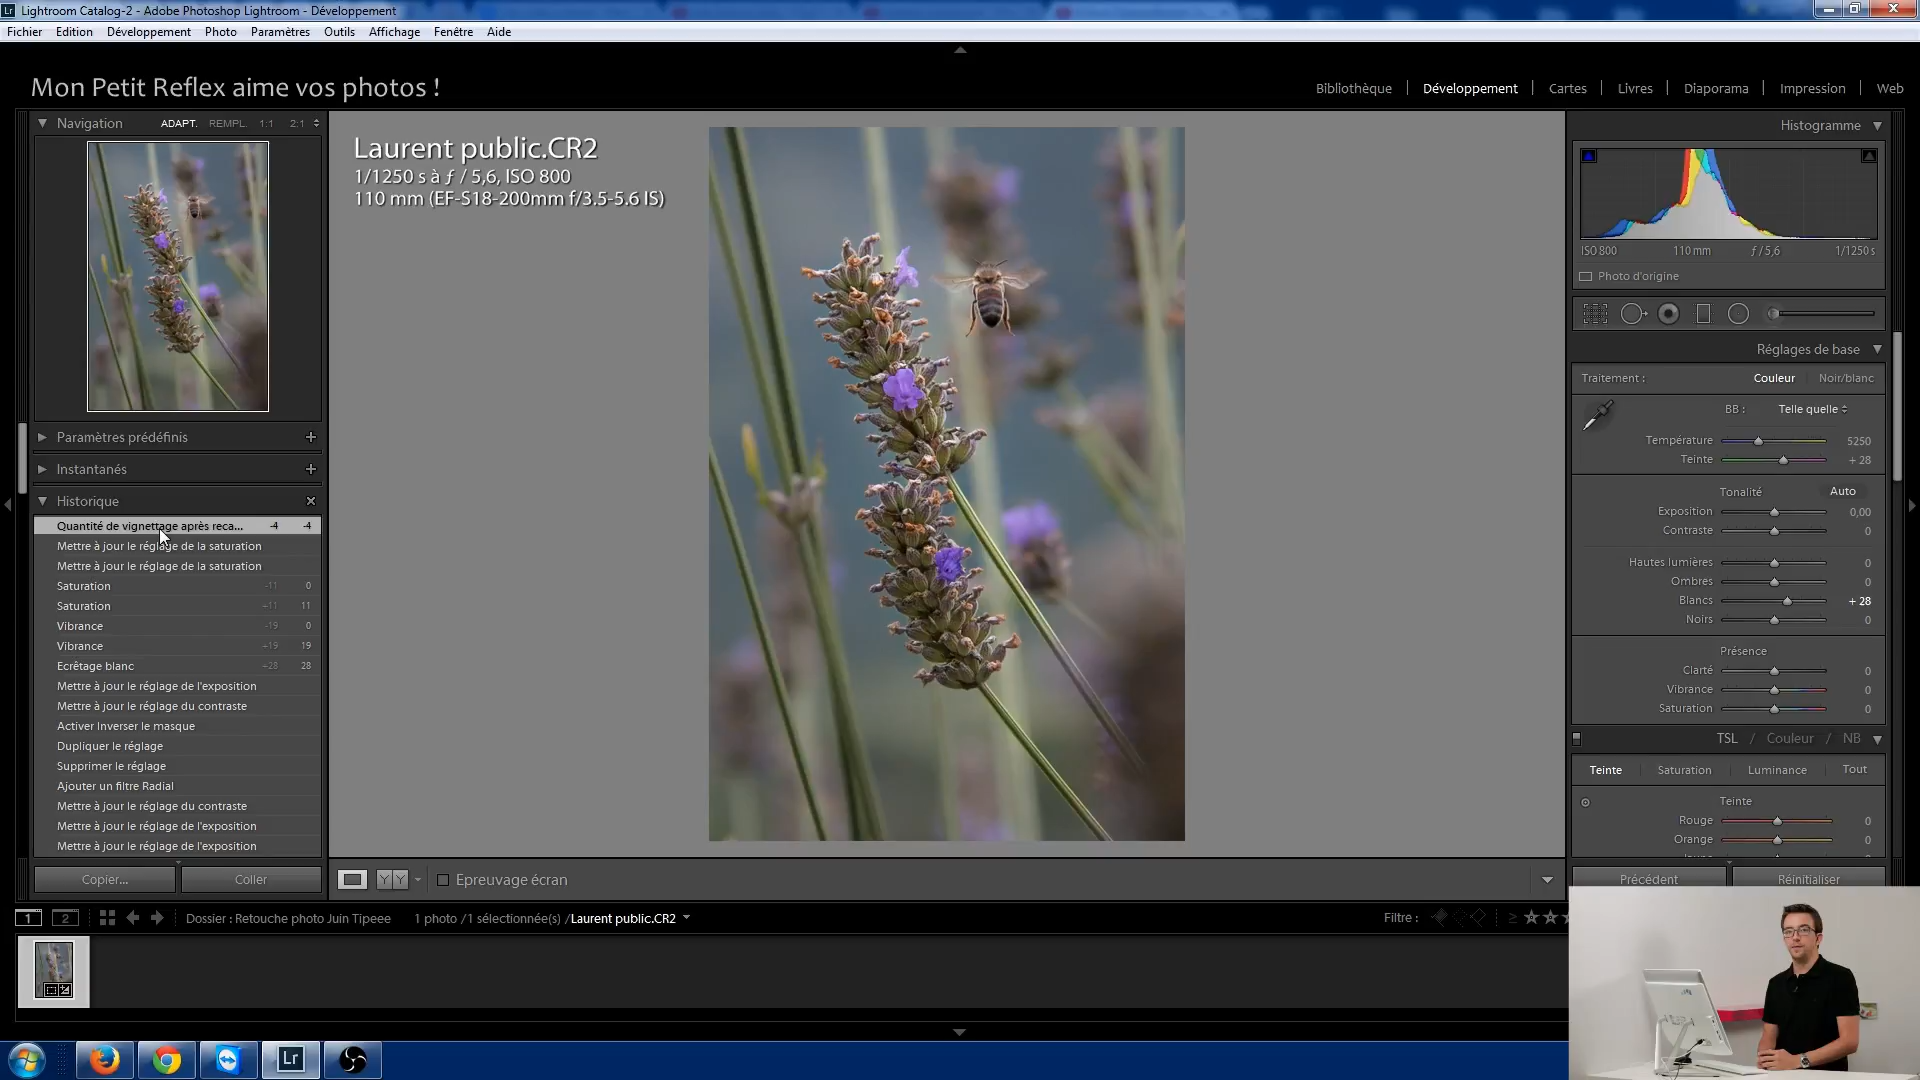 Lightroom Catalog-2 - Adobe Photoshop Lightroom - Développement
Fichier Edition Développement Photo Paramètres Outils Affichage Fenêtre Aide
Mon Petit Reflex aime vos photos !
Bibliothèque Développement Cartes Livres Diaporama Impression Web
Navigation ADAPT. REMPL. 1:1 2:1
Paramètres prédéfinis
Instantanés
Historique
Quantité de vignettage après reca... -4 -4
Mettre à jour le réglage de la saturation
Mettre à jour le réglage de la saturation
Saturation -11 0
Saturation +11 11
Vibrance -19 0
Vibrance +19 19
Ecrêtage blanc +28 28
Mettre à jour le réglage de l'exposition
Mettre à jour le réglage du contraste
Activer Inverser le masque
Dupliquer le réglage
Supprimer le réglage
Ajouter un filtre Radial
Mettre à jour le réglage du contraste
Mettre à jour le réglage de l'exposition
Mettre à jour le réglage de l'exposition
Copier... Coller
Laurent public.CR2
1/1250 s à ƒ / 5,6, ISO 800
110 mm (EF-S18-200mm f/3.5-5.6 IS)
Epreuvage écran
Histogramme
ISO 800 110 mm ƒ / 5,6 1/1250 s
Photo d'origine
Réglages de base
Traitement : Couleur Noir/blanc
BB : Telle quelle
Température 5250
Teinte + 28
Tonalité Auto
Exposition 0,00
Contraste 0
Hautes lumières 0
Ombres 0
Blancs + 28
Noirs 0
Présence
Clarté 0
Vibrance 0
Saturation 0
TSL / Couleur / NB
Teinte Saturation Luminance Tout
Teinte
Rouge 0
Orange 0
Précédent Réinitialiser
1 2 Dossier : Retouche photo Juin Tipeee 1 photo /1 sélectionnée(s) /Laurent public.CR2 Filtre :
Lr